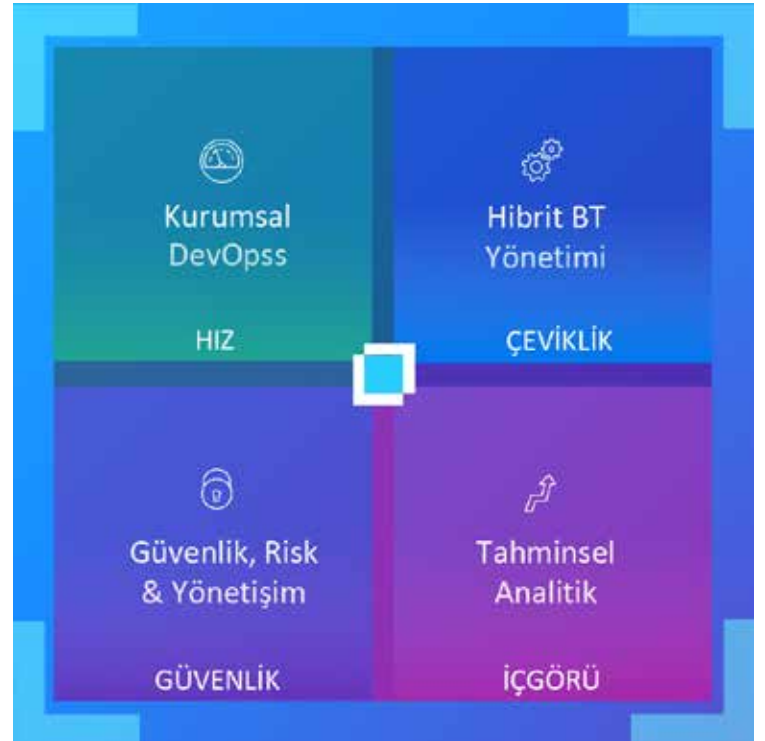 Kurumsal
DevOpss
HIZ
Hibrit BT
Yönetimi
ÇEVİKLİK
Güvenlik, Risk
& Yönetişim
GÜVENLİK
Tahminsel
Analitik
İÇGÖRÜ